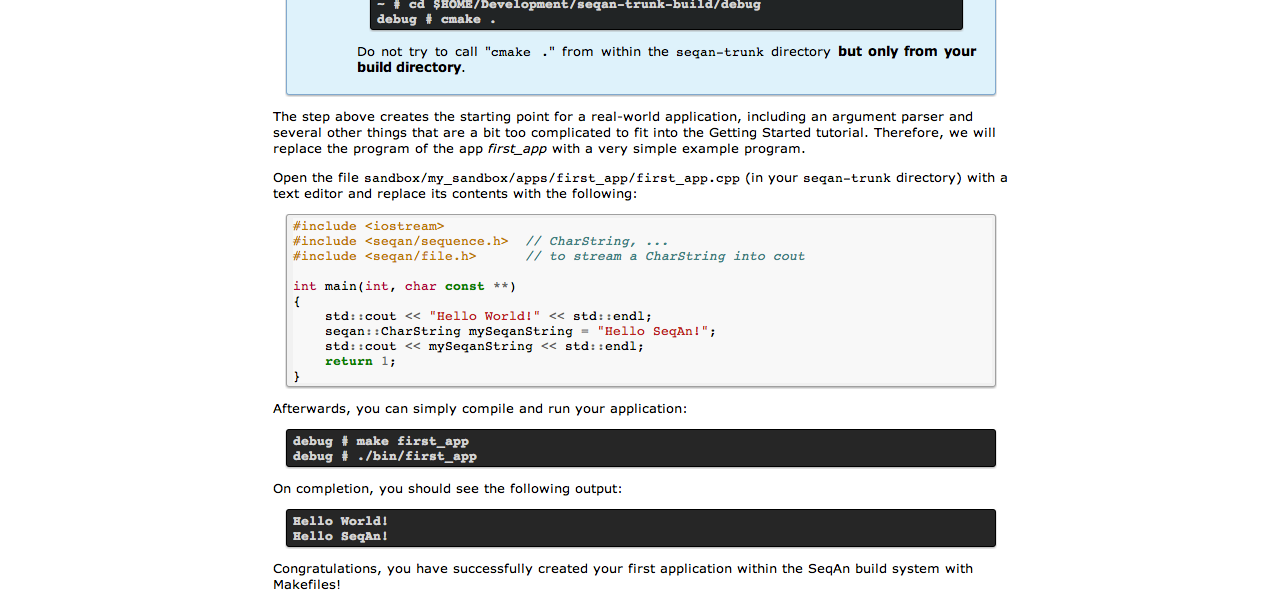 ~ # cd $HOME/Development/seqan-trunk-build/debug
debug # cmake .
Do not try to call "cmake ." from within the seqan-trunk directory but only from your
build directory.
The step above creates the starting point for a real-world application, including an argument parser and
several other things that are a bit too complicated to fit into the Getting Started tutorial. Therefore, we will
replace the program of the app first_app with a very simple example program.
Open the file sandbox/my_sandbox/apps/first_app/first_app.cpp (in your seqan-trunk directory) with a
text editor and replace its contents with the following:
#include <iostream>
#include <seqan/sequence.h>  // CharString, ...
#include <seqan/file.h>      // to stream a CharString into cout
int main(int, char const **)
{
    std::cout << "Hello World!" << std::endl;
    seqan::CharString mySeqanString = "Hello SeqAn!";
    std::cout << mySeqanString << std::endl;
    return 1;
}
Afterwards, you can simply compile and run your application:
debug # make first_app
debug # ./bin/first_app
On completion, you should see the following output:
Hello World!
Hello SeqAn!
Congratulations, you have successfully created your first application within the SeqAn build system with
Makefiles!